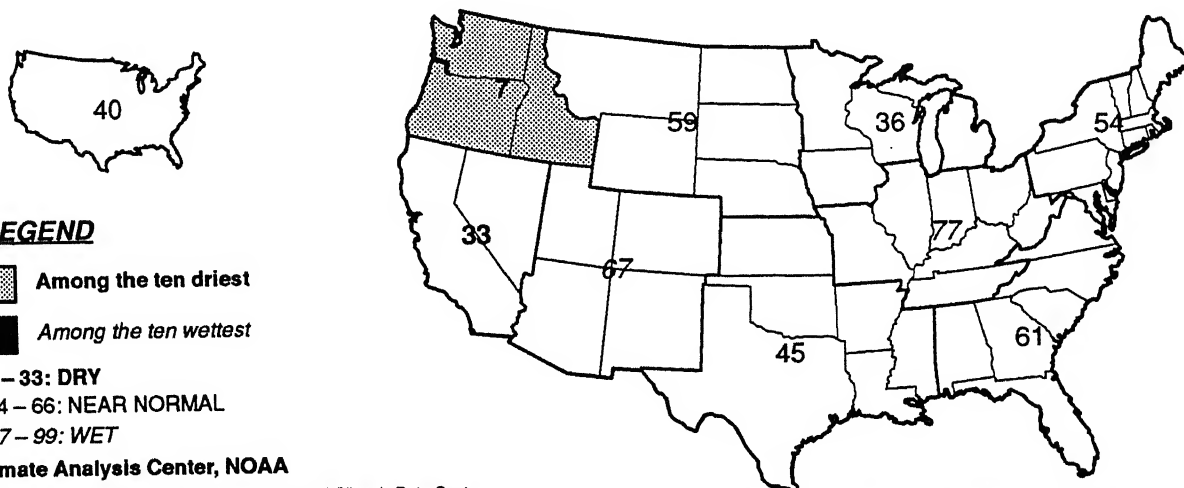 40
7
59
36
54
33
67
77
45
61
EGEND
Among the ten driest
Among the ten wettest
– 33: DRY
4 – 66: NEAR NORMAL
7 – 99: WET
mate Analysis Center, NOAA